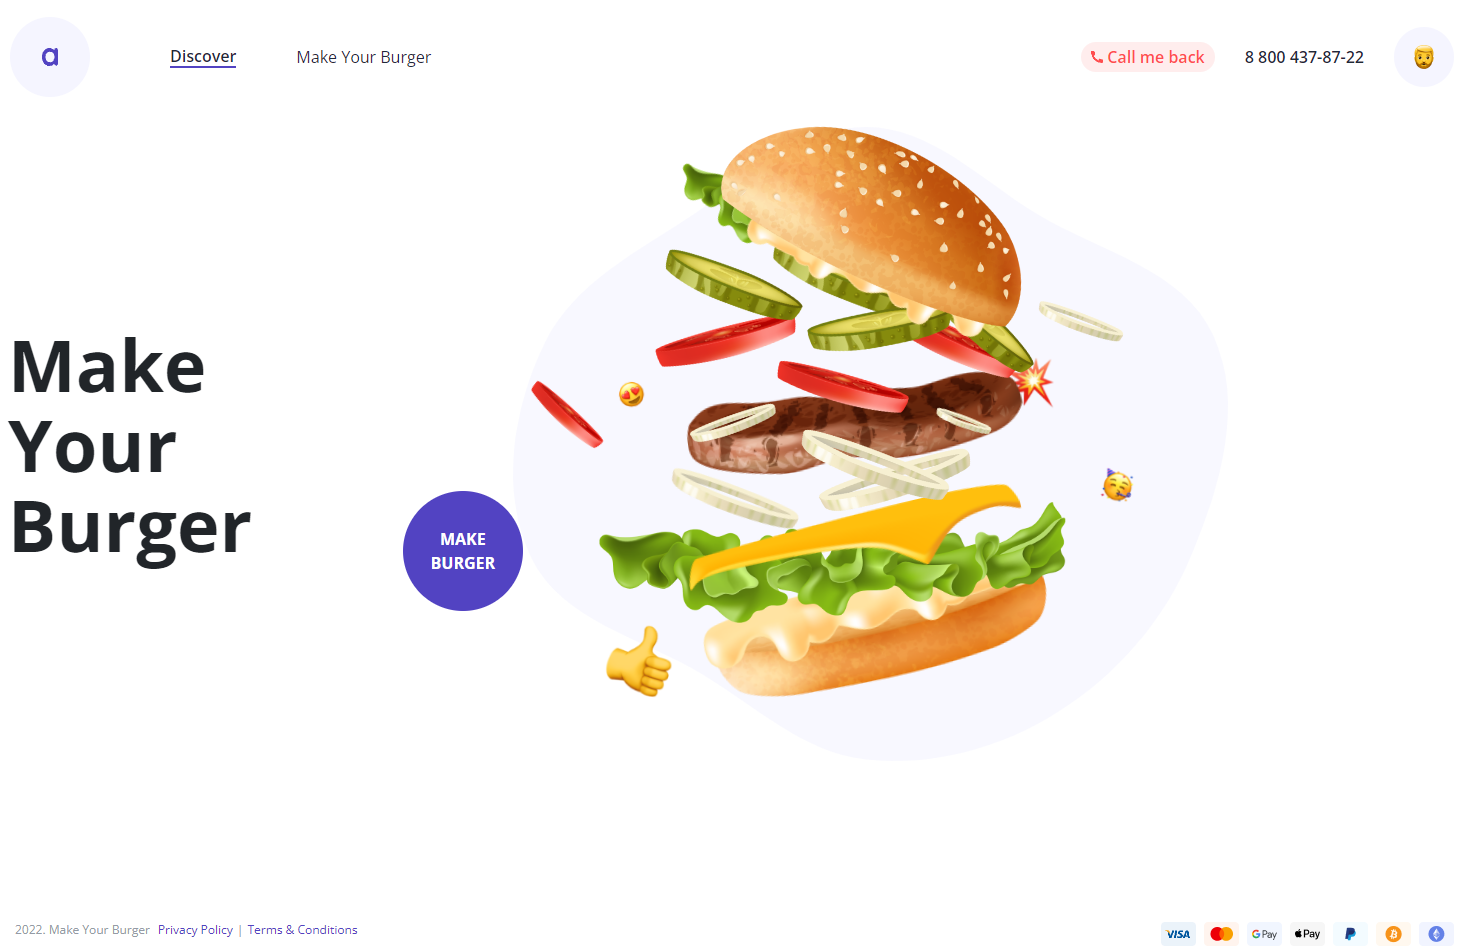 a
Discover
Make Your Burger
Call me back
8 800 437-87-22
Make
Your
Burger
MAKE
BURGER
2022. Make Your Burger Privacy Policy | Terms & Conditions
VISA
G Pay
Pay